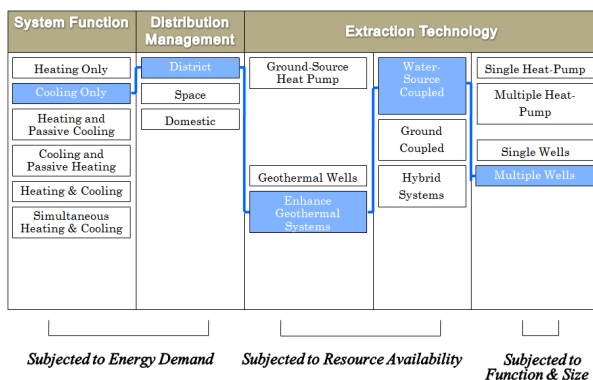 System Function
Distribution
Management
Extraction Technology
Heating Only
Cooling Only
Heating and
Passive Cooling
Cooling and
Passive Heating
Heating & Cooling
Simultaneous
Heating & Cooling
District
Space
Domestic
Ground-Source
Heat Pump
Geothermal Wells
Enhance
Geothermal
Systems
Water-
Source
Coupled
Ground
Coupled
Hybrid
Systems
Single Heat-Pump
Multiple Heat-
Pump
Single Wells
Multiple Wells
Subjected to Energy Demand
Subjected to Resource Availability
Subjected to
Function & Size